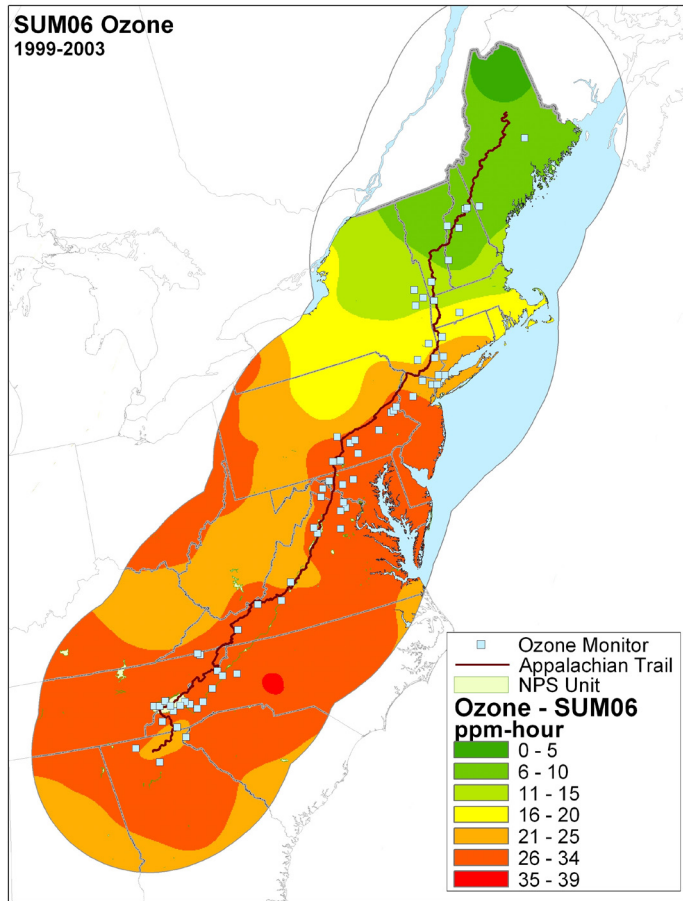 SUM06 Ozone
1999-2003
Ozone Monitor
Appalachian Trail
NPS Unit
Ozone - SUM06
ppm-hour
0 - 5
6 - 10
11 - 15
16 - 20
21 - 25
26 - 34
35 - 39